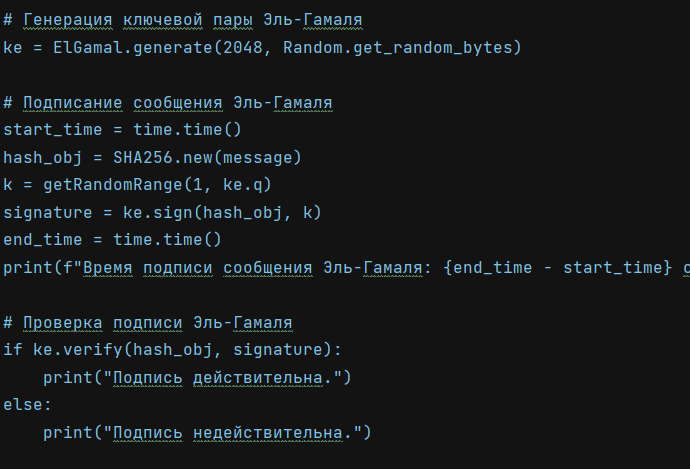 # Генерация ключевой пары Эль-Гамаля
ke = ElGamal.generate(2048, Random.get_random_bytes)
# Подписание сообщения Эль-Гамаля
start_time = time.time()
hash_obj = SHA256.new(message)
k = getRandomRange(1, ke.q)
signature = ke.sign(hash_obj, k)
end_time = time.time()
print(f"Время подписи сообщения Эль-Гамаля: {end_time - start_time}
# Проверка подписи Эль-Гамаля
if ke.verify(hash_obj, signature):
    print("Подпись действительна.")
else:
    print("Подпись недействительна.")